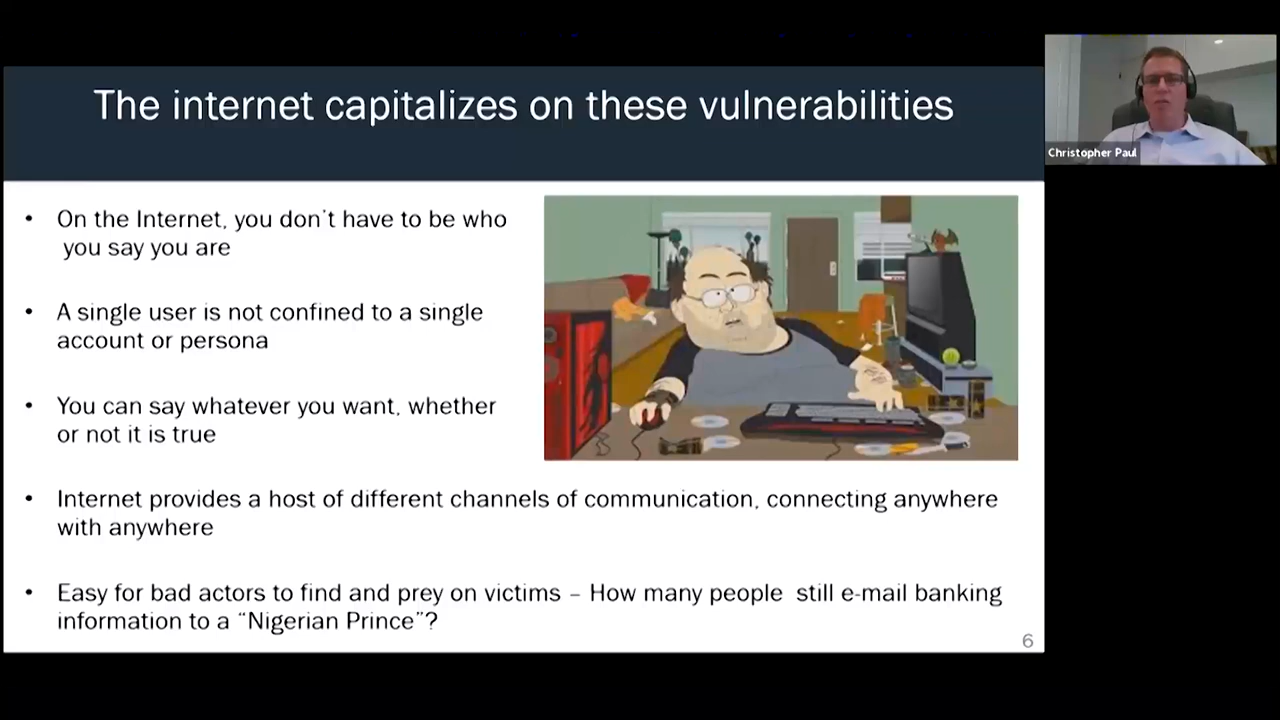 The internet capitalizes on these vulnerabilities
Christopher Paul
• On the Internet, you don't have to be who
you say you are
• A single user is not confined to a single
account or persona
• You can say whatever you want, whether
or not it is true
• Internet provides a host of different channels of communication, connecting anywhere
with anywhere
• Easy for bad actors to find and prey on victims – How many people still e-mail banking
information to a “Nigerian Prince”?
6